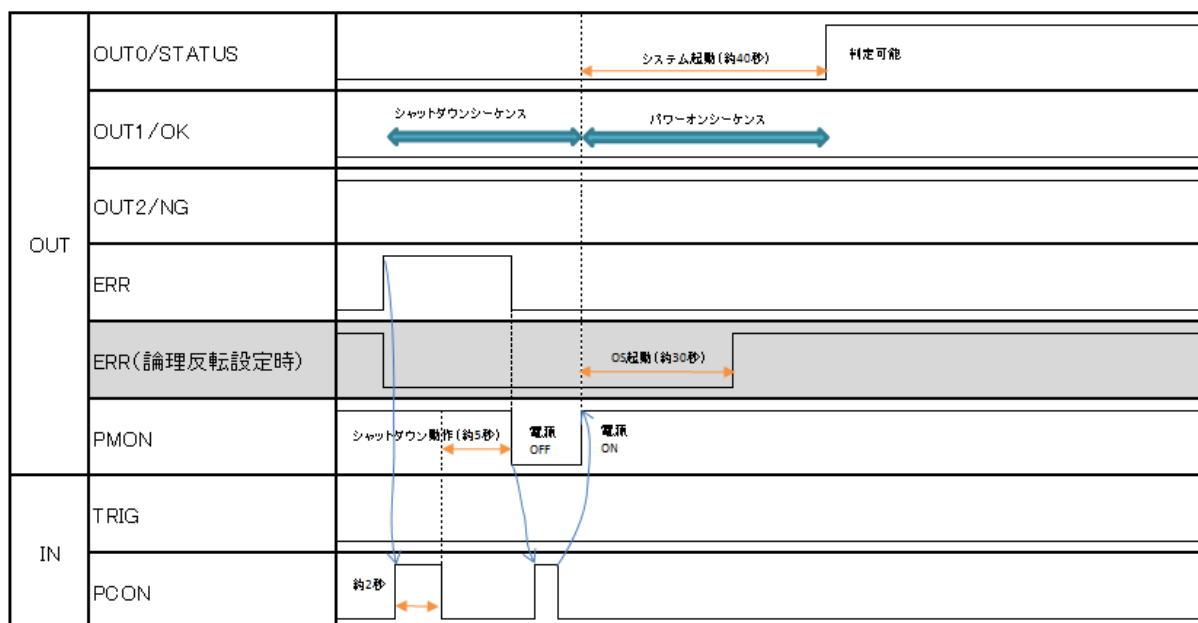 OUT
OUT0/STATUS
システム起動(約40秒)
判定可能
OUT1/OK
シャットダウンシーケンス
パワーオンシーケンス
OUT2/NG
ERR
ERR(論理反転設定時)
OS起動(約30秒)
PMON
シャットダウン動作(約5秒)
電源
OFF
電源
ON
IN
TRIG
PCON
約2秒